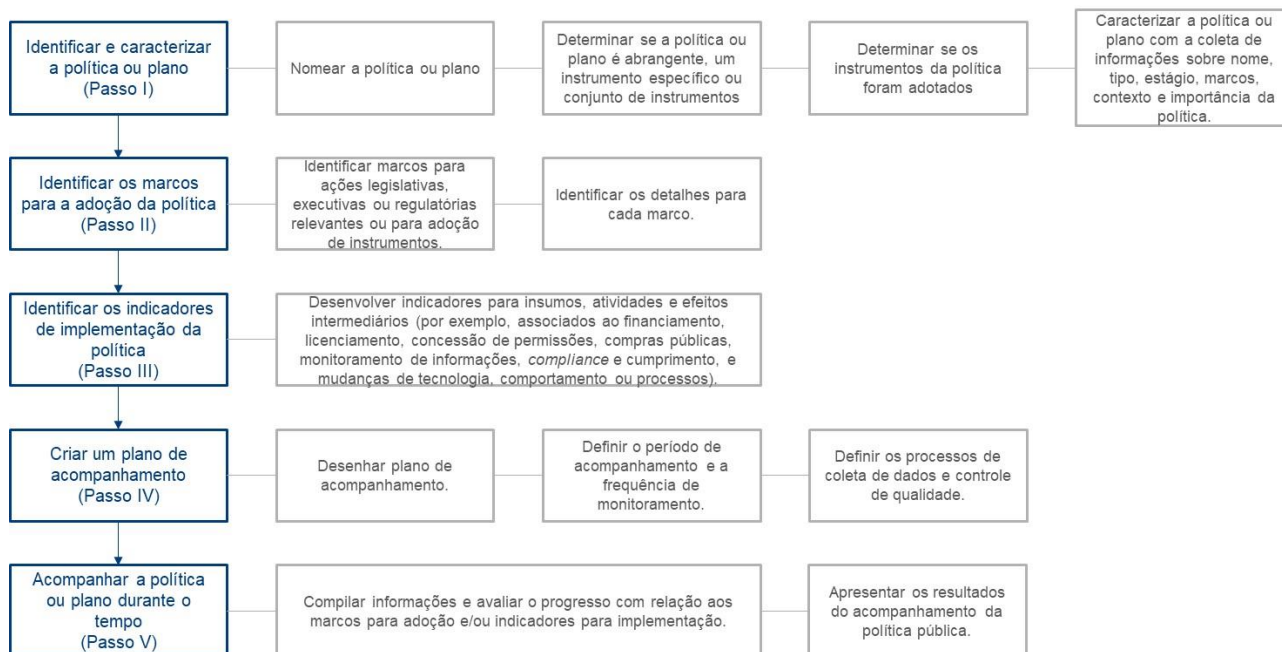 Identificar e caracterizar
a política ou plano
(Passo I)
Nomear a política ou plano
Determinar se a política ou
plano é abrangente, um
instrumento específico ou
conjunto de instrumentos
Determinar se os
instrumentos da política
foram adotados
Caracterizar a política ou
plano com a coleta de
informações sobre nome,
tipo, estágio, marcos,
contexto e importância da
política.
Identificar os marcos
para a adoção da política
(Passo II)
Identificar marcos para
ações legislativas,
executivas ou regulatórias
relevantes ou para adoção
de instrumentos.
Identificar os detalhes para
cada marco.
Identificar os indicadores
de implementação da
política
(Passo III)
Desenvolver indicadores para insumos, atividades e efeitos
intermediários (por exemplo, associados ao financiamento,
licenciamento, concessão de permissões, compras públicas,
monitoramento de informações, compliance e cumprimento, e
mudanças de tecnologia, comportamento ou processos).
Criar um plano de
acompanhamento
(Passo IV)
Desenhar plano de
acompanhamento.
Definir o período de
acompanhamento e a
frequência de
monitoramento.
Definir os processos de
coleta de dados e controle
de qualidade.
Acompanhar a política
ou plano durante o
tempo
(Passo V)
Compilar informações e avaliar o progresso com relação aos
marcos para adoção e/ou indicadores para implementação.
Apresentar os resultados
do acompanhamento da
política pública.